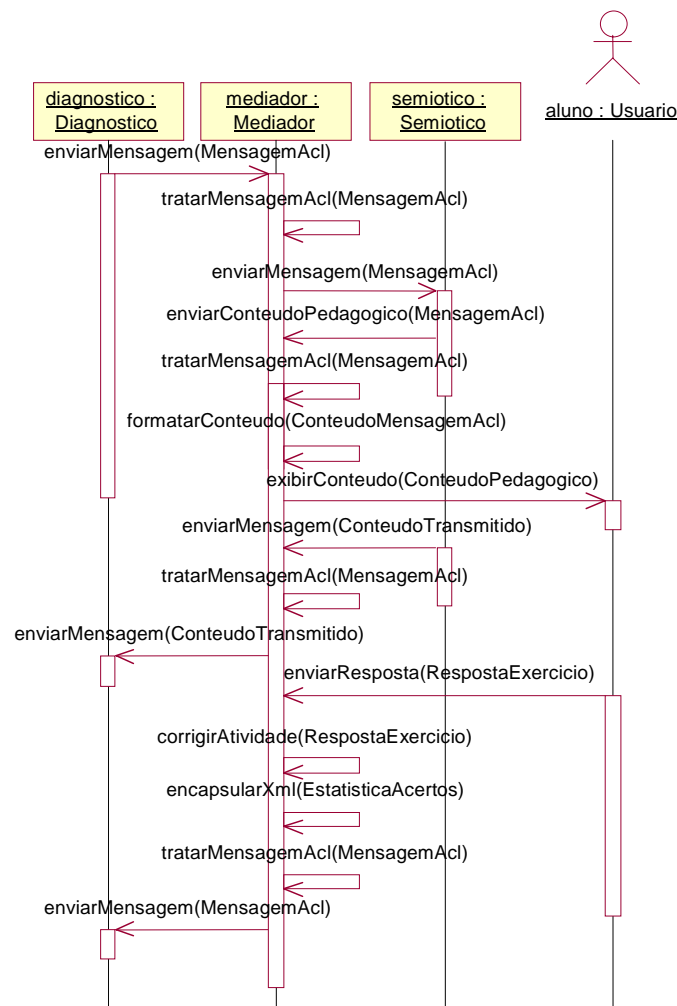 diagnostico :
Diagnostico
mediador :
Mediador
semiotico :
Semiotico
aluno : Usuario
enviarMensagem(MensagemAcl)
tratarMensagemAcl(MensagemAcl)
enviarMensagem(MensagemAcl)
enviarConteudoPedagogico(MensagemAcl)
tratarMensagemAcl(MensagemAcl)
formatarConteudo(ConteudoMensagemAcl)
exibirConteudo(ConteudoPedagogico)
enviarMensagem(ConteudoTransmitido)
tratarMensagemAcl(MensagemAcl)
enviarMensagem(ConteudoTransmitido)
enviarResposta(RespostaExercicio)
corrigirAtividade(RespostaExercicio)
encapsularXml(EstatisticaAcertos)
tratarMensagemAcl(MensagemAcl)
enviarMensagem(MensagemAcl)